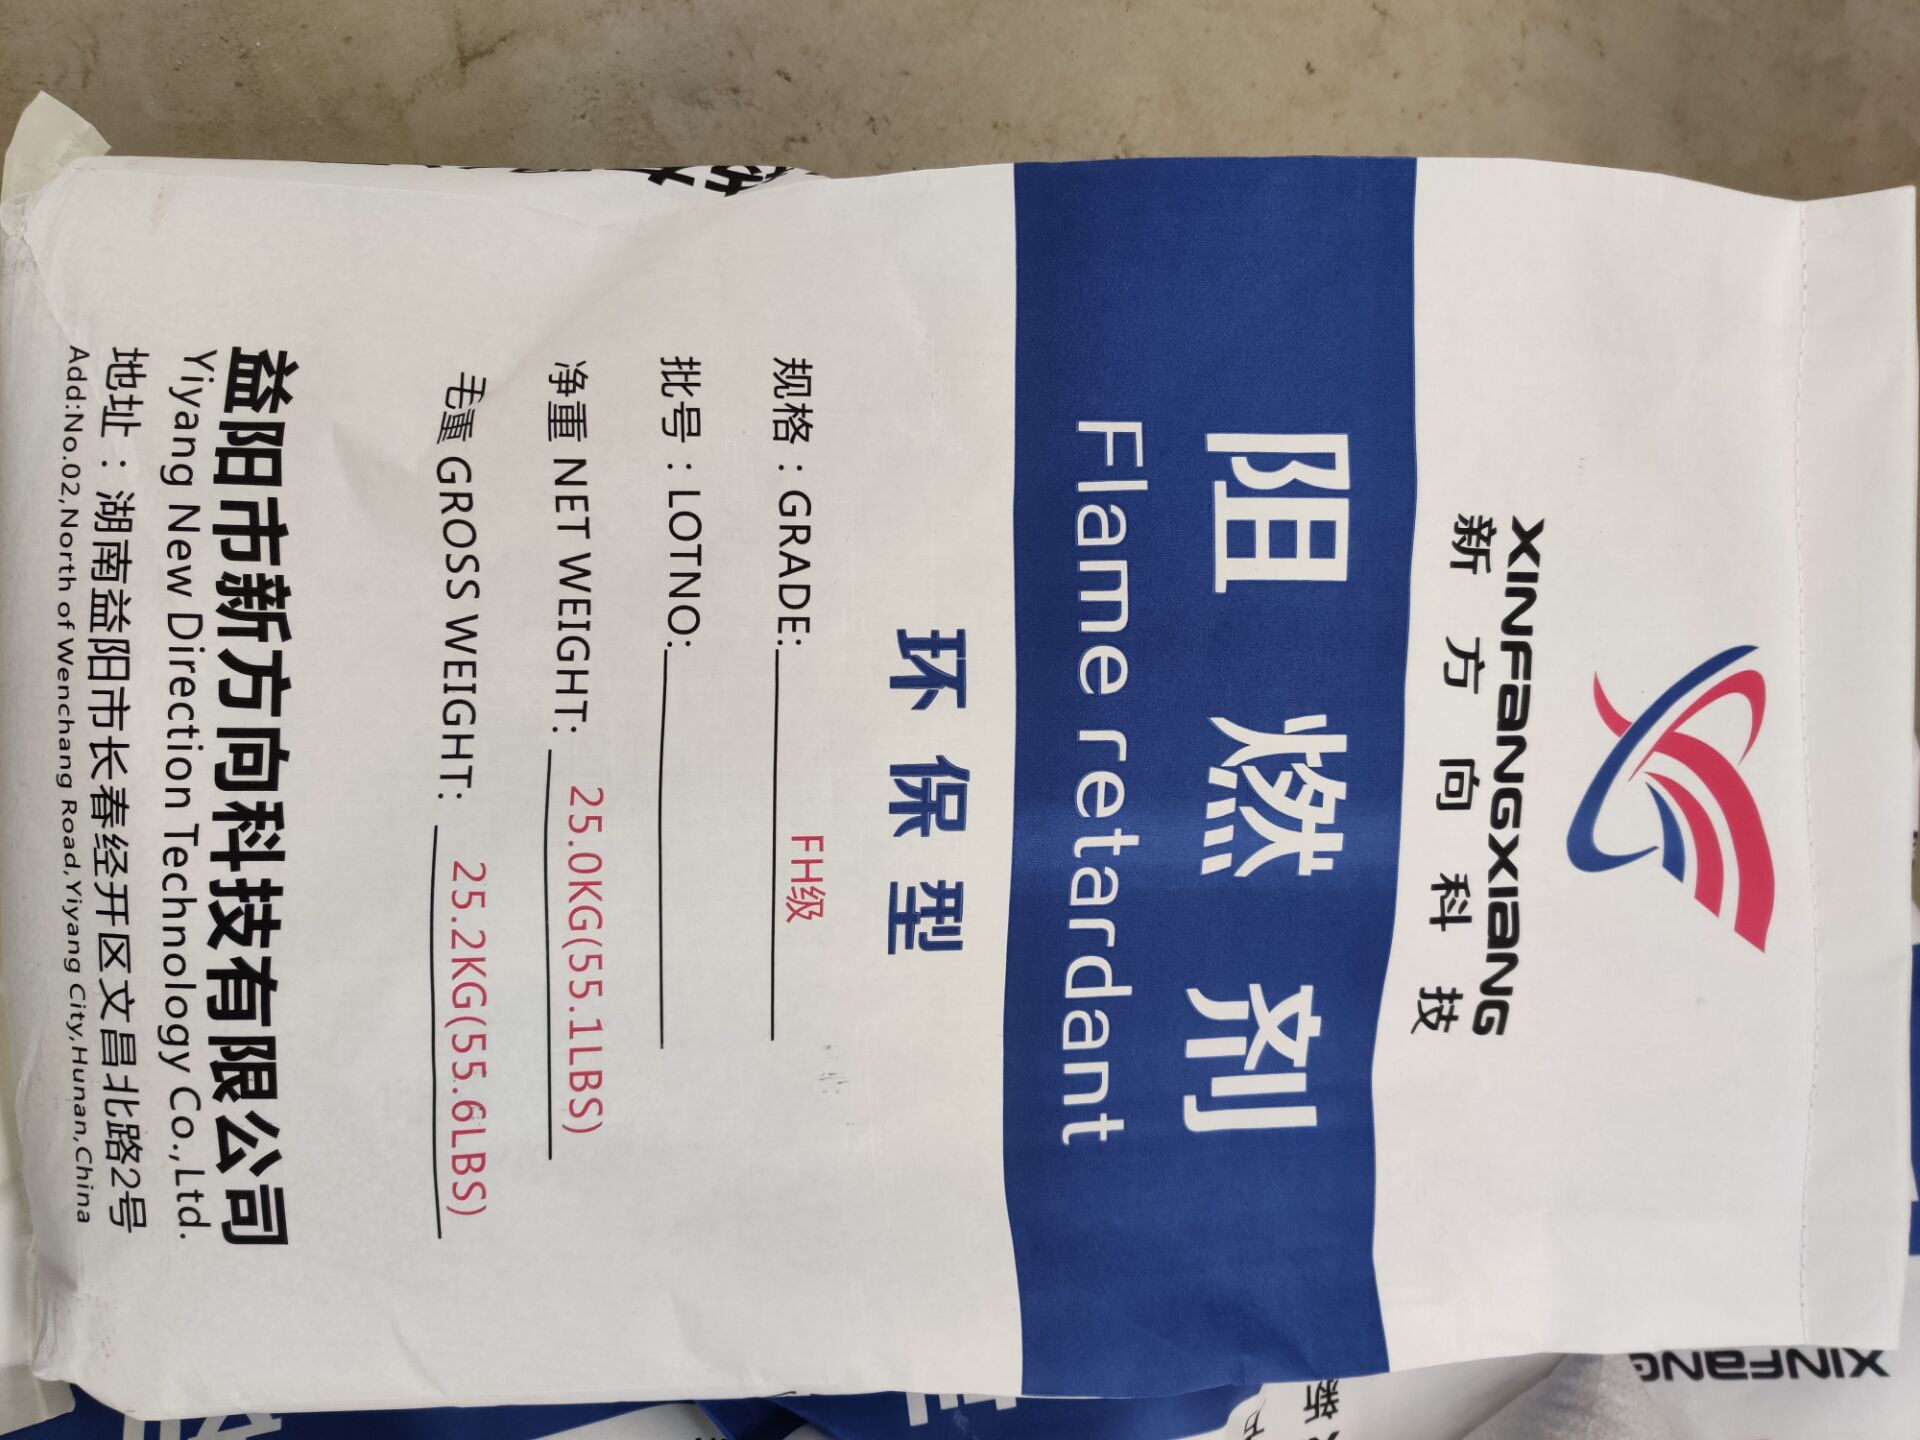 XINFANGXIANG
新方向科技
阻燃剂
Flame retardant
环保型
规格：GRADE: FH级
批号：LOTNO:
净重 NET WEIGHT: 25.0KG(55.1LBS)
毛重 GROSS WEIGHT: 25.2KG(55.6LBS)
益阳市新方向科技有限公司
Yiyang New Direction Technology Co.,Ltd.
地址：湖南益阳市长春经开区文昌北路2号
Add:No.02,North of Wenchang Road,Yiyang City,Hunan,China
XINFANG
新